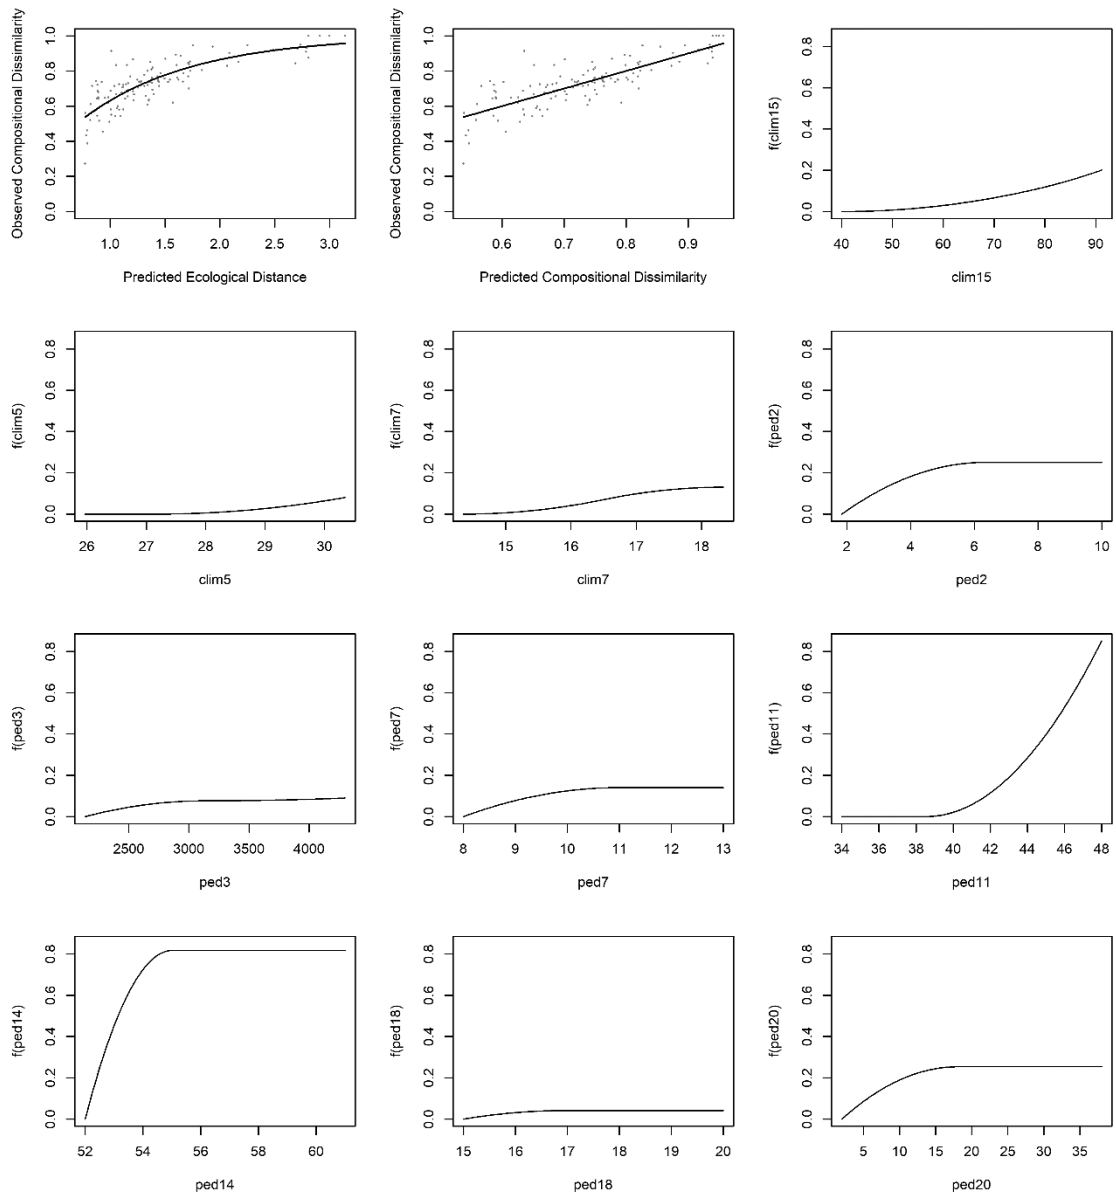 Observed Compositional Dissimilarity
0.0 0.2 0.4 0.6 0.8 1.0
1.0 1.5 2.0 2.5 3.0
Predicted Ecological Distance
Observed Compositional Dissimilarity
0.0 0.2 0.4 0.6 0.8 1.0
0.6 0.7 0.8 0.9
Predicted Compositional Dissimilarity
f(clim15)
0.0 0.2 0.4 0.6 0.8
40 50 60 70 80 90
clim15
f(clim5)
0.0 0.2 0.4 0.6 0.8
26 27 28 29 30
clim5
f(clim7)
0.0 0.2 0.4 0.6 0.8
15 16 17 18
clim7
f(ped2)
0.0 0.2 0.4 0.6 0.8
2 4 6 8 10
ped2
f(ped3)
0.0 0.2 0.4 0.6 0.8
2500 3000 3500 4000
ped3
f(ped7)
0.0 0.2 0.4 0.6 0.8
8 9 10 11 12 13
ped7
f(ped11)
0.0 0.2 0.4 0.6 0.8
34 36 38 40 42 44 46 48
ped11
f(ped14)
0.0 0.2 0.4 0.6 0.8
52 54 56 58 60
ped14
f(ped18)
0.0 0.2 0.4 0.6 0.8
15 16 17 18 19 20
ped18
f(ped20)
0.0 0.2 0.4 0.6 0.8
5 10 15 20 25 30 35
ped20